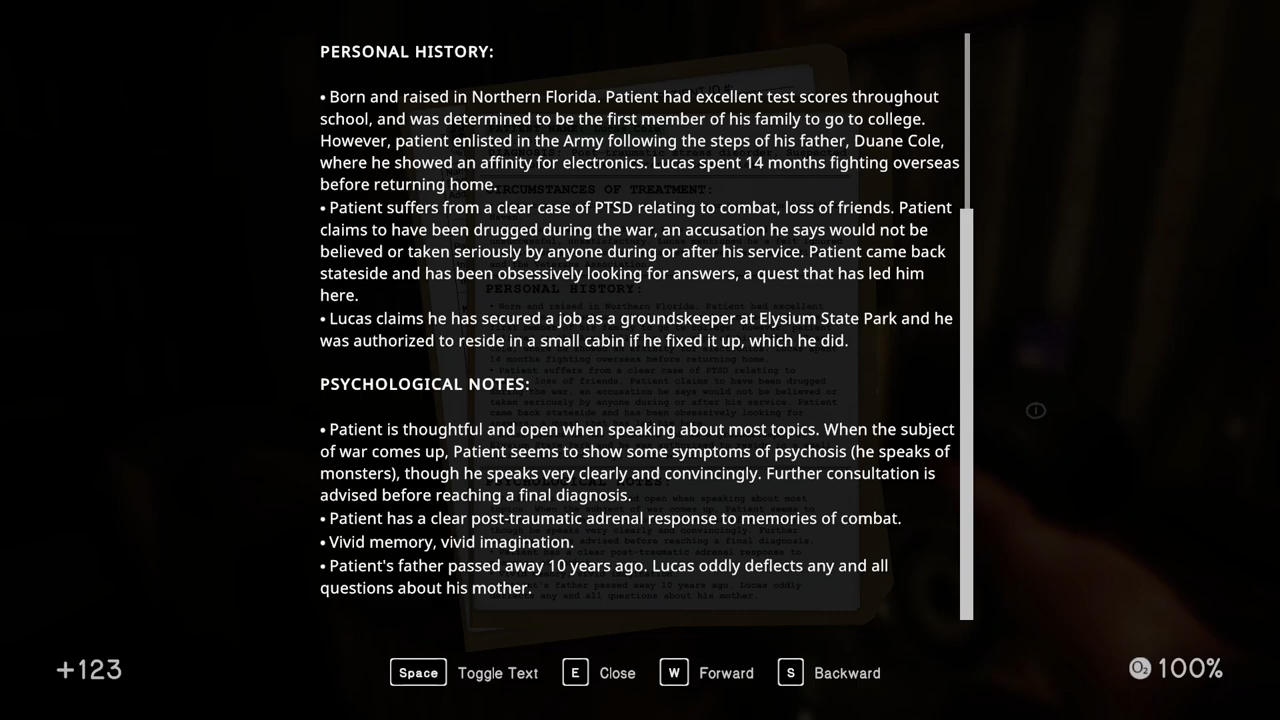 PERSONAL HISTORY:
• Born and raised in Northern Florida. Patient had excellent test scores throughout
school, and was determined to be the first member of his family to go to college.
However, patient enlisted in the Army following the steps of his father, Duane Cole,
where he showed an affinity for electronics. Lucas spent 14 months fighting overseas
before returning home.
• Patient suffers from a clear case of PTSD relating to combat, loss of friends. Patient
claims to have been drugged during the war, an accusation he says would not be
believed or taken seriously by anyone during or after his service. Patient came back
stateside and has been obsessively looking for answers, a quest that has led him
here.
• Lucas claims he has secured a job as a groundskeeper at Elysium State Park and he
was authorized to reside in a small cabin if he fixed it up, which he did.
PSYCHOLOGICAL NOTES:
• Patient is thoughtful and open when speaking about most topics. When the subject
of war comes up, Patient seems to show some symptoms of psychosis (he speaks of
monsters), though he speaks very clearly and convincingly. Further consultation is
advised before reaching a final diagnosis.
• Patient has a clear post-traumatic adrenal response to memories of combat.
• Vivid memory, vivid imagination.
• Patient's father passed away 10 years ago. Lucas oddly deflects any and all
questions about his mother.
+123
Space Toggle Text E Close W Forward S Backward
O2 100%